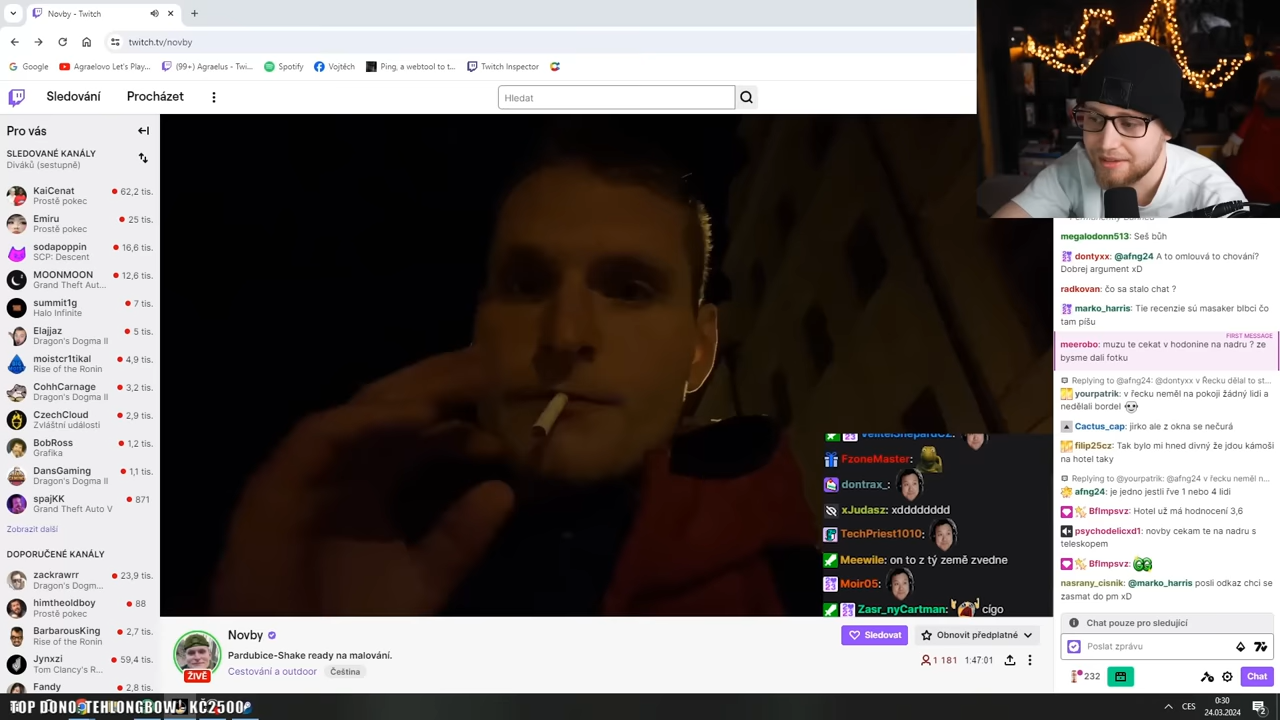 Novby - Twitch
twitch.tv/novby
Google
Agraelovo Let's Play...
(99+) Agraelus - Twi...
Spotify
Vojtěch
Ping, a webtool to t...
Twitch Inspector
Sledování
Procházet
Hledat
Pro vás
SLEDOVANÉ KANÁLY
Diváků (sestupně)
KaiCenat
62,2 tis.
Prostě pokec
Emiru
25 tis.
Prostě pokec
sodapoppin
16,6 tis.
SCP: Descent
MOONMOON
12,6 tis.
Grand Theft Aut...
summit1g
7 tis.
Halo Infinite
Elajjaz
5 tis.
Dragon's Dogma II
moistcr1tikal
4,9 tis.
Rise of the Ronin
CohhCarnage
3,2 tis.
Dragon's Dogma II
CzechCloud
2,9 tis.
Zvláštní události
BobRoss
1,2 tis.
Grafika
DansGaming
1,1 tis.
Dragon's Dogma II
spajKK
871
Grand Theft Auto V
Zobrazit další
DOPORUČENÉ KANÁLY
zackrawrr
23,9 tis.
Dragon's Dogm...
himtheoldboy
88
Prostě pokec
BarbarousKing
2,7 tis.
Rise of the Ronin
Jynxzi
59,4 tis.
Tom Clancy's R...
Fandy
2,8 tis.
FzoneMaster:
dontrax_:
xJudasz: xdddddddd
TechPriest1010:
Meewile: on to z tý země zvedne
Moir05:
Zasr_nyCartman: cígo
Novby
Pardubice-Shake ready na malování.
Cestování a outdoor
Čeština
ŽIVĚ
Sledovat
Obnovit předplatné
1 181
1:47:01
megalodonn513: Seš bůh
dontyxx: @afng24 A to omlouvá to chování?
Dobrej argument xD
radkovan: čo sa stalo chat ?
marko_harris: Tie recenzie sú masaker blbci čo
tam píšu
FIRST MESSAGE
meerobo: muzu te cekat v hodonine na nadru ? ze
bysme dali fotku
Replying to @afng24: @dontyxx v Řecku dělal to st...
yourpatrik: v řecku neměl na pokoji žádný lidi a
nedělali bordel
Cactus_cap: jirko ale z okna se nečurá
filip25cz: Tak bylo mi hned divný že jdou kámoši
na hotel taky
Replying to @yourpatrik: @afng24 v řecku neměl n...
afng24: je jedno jestli řve 1 nebo 4 lidi
Bflmpsvz: Hotel už má hodnocení 3,6
psychodelicxd1: novby cekam te na nadru s
teleskopem
Bflmpsvz:
nasrany_cisnik: @marko_harris posli odkaz chci se
zasmat do pm xD
Chat pouze pro sledující
Poslat zprávu
232
Chat
TOP DONO: TEHLONGBOW_ KČ2500
CES
0:30
24.03.2024
2